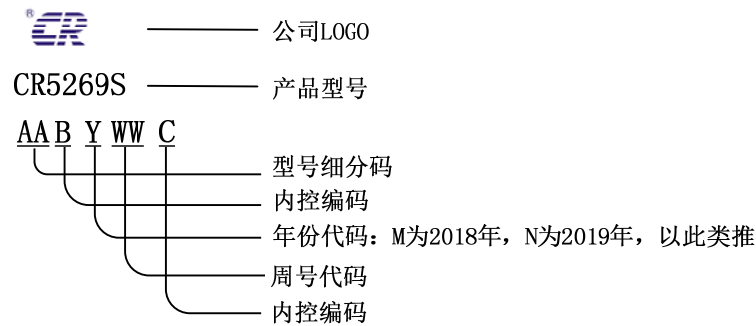 ®CR 公司LOGO
CR5269S 产品型号
AA B Y WW C
型号细分码
内控编码
年份代码：M为2018年，N为2019年，以此类推
周号代码
内控编码